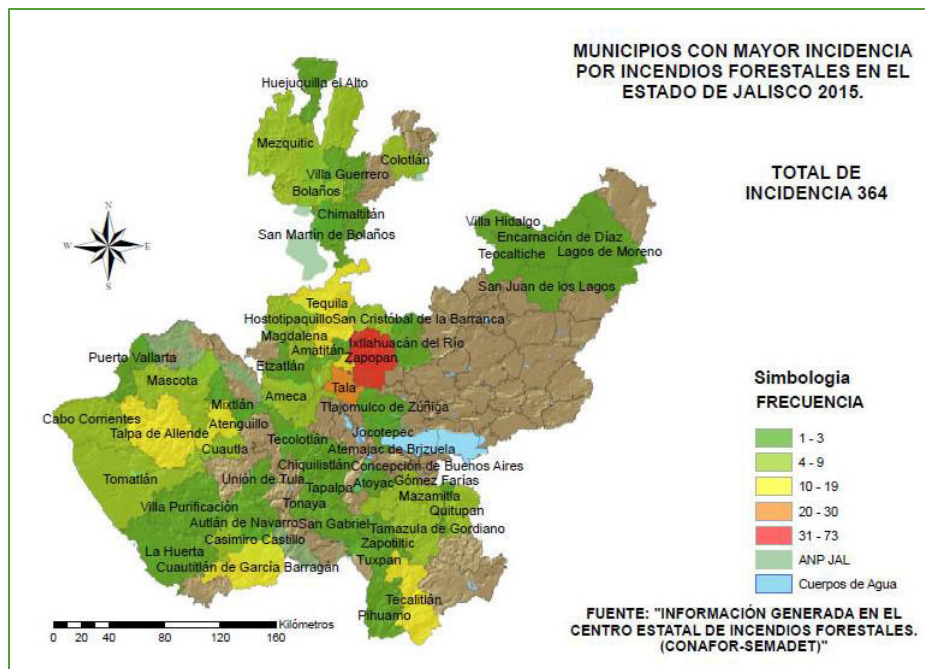 MUNICIPIOS CON MAYOR INCIDENCIA
POR INCENDIOS FORESTALES EN EL
ESTADO DE JALISCO 2015.
TOTAL DE
INCIDENCIA 364
Huejuquilla el Alto
Mezquitic
Colotlán
Villa Guerrero
Bolaños
Chimaltitán
San Martín de Bolaños
Villa Hidalgo
Encarnación de Díaz
Teocaltiche
Lagos de Moreno
San Juan de los Lagos
N
W
E
S
Tequila
Hostotipaquillo
San Cristóbal de la Barranca
Magdalena
Ixtlahuacán del Río
Amatitán
Zapopan
Etzatlán
Puerto Vallarta
Mascota
Tala
Ameca
Mixtlán
Tlajomulco de Zúñiga
Cabo Corrientes
Atenguillo
Talpa de Allende
Jocotepec
Tecolotlán
Cuautla
Atemajac de Brizuela
Chiquilistlán
Concepción de Buenos Aires
Tomatlán
Unión de Tula
Tapalpa
Atoyac
Gómez Farías
Mazamitla
Villa Purificación
Tonaya
Quitupan
Autlán de Navarro
San Gabriel
Tamazula de Gordiano
Casimiro Castillo
Zapotiltic
La Huerta
Tuxpan
Cuautitlán de García Barragán
Tecalitlán
Pihuamo
Simbologia
FRECUENCIA
1 - 3
4 - 9
10 - 19
20 - 30
31 - 73
ANP JAL
Cuerpos de Agua
Kilómetros
0 20 40 80 120 160
FUENTE: "INFORMACIÓN GENERADA EN EL
CENTRO ESTATAL DE INCENDIOS FORESTALES.
(CONAFOR-SEMADET)"